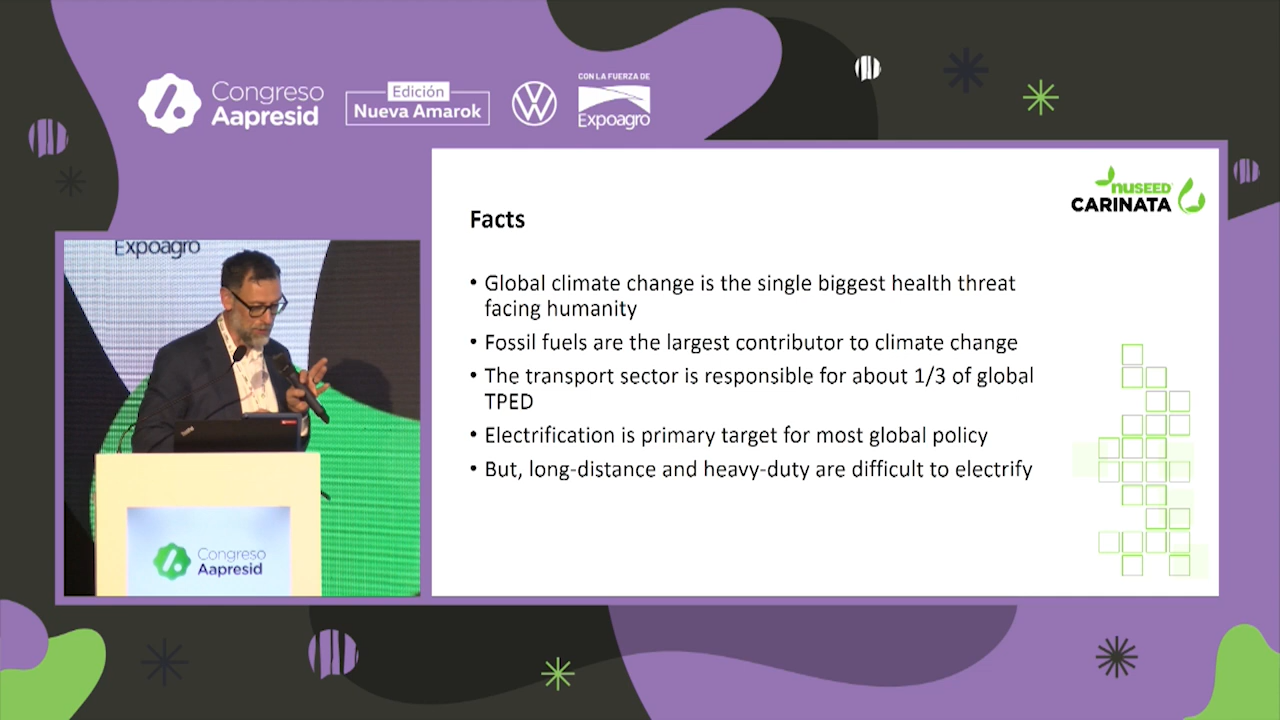 Congreso
Aapresid
Edición
Nueva Amarok
CON LA FUERZA DE
Expoagro
nuseed
CARINATA
Facts
• Global climate change is the single biggest health threat
facing humanity
• Fossil fuels are the largest contributor to climate change
• The transport sector is responsible for about 1/3 of global
TPED
• Electrification is primary target for most global policy
• But, long-distance and heavy-duty are difficult to electrify
Expoagro
Congreso
Aapresid